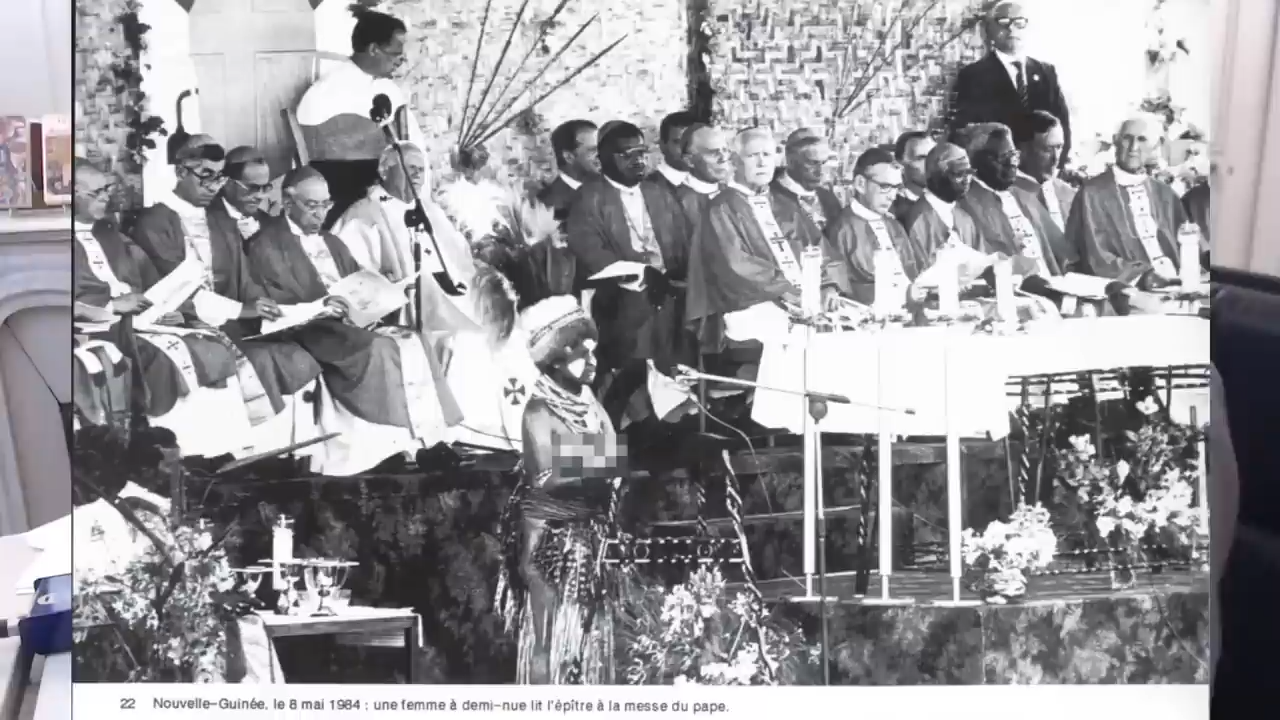 22 Nouvelle-Guinée, le 8 mai 1984 : une femme à demi-nue lit l'épître à la messe du pape.